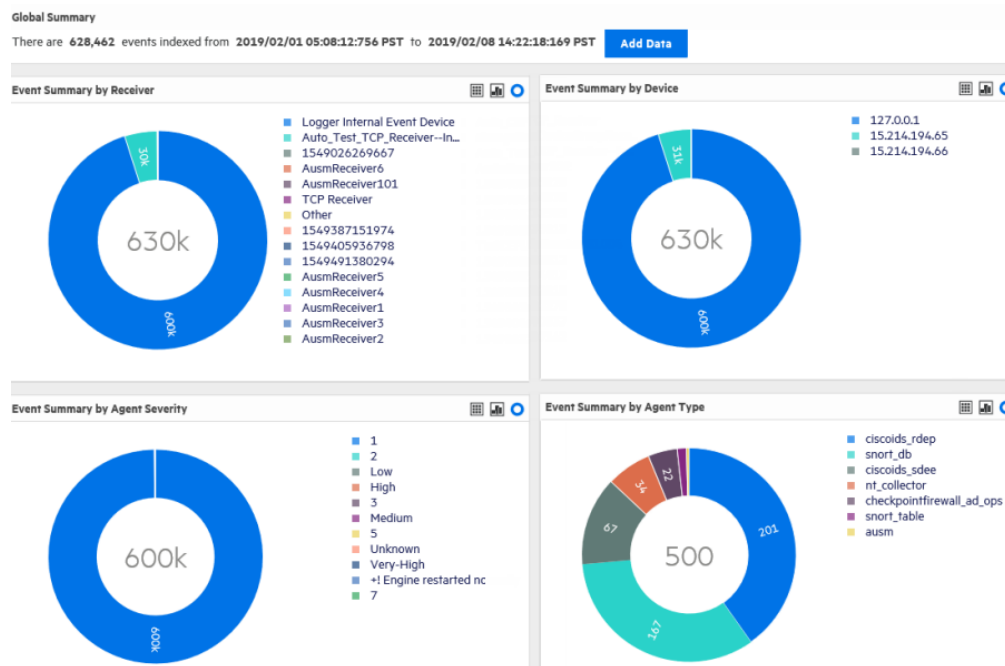 Global Summary
There are 628,462 events indexed from 2019/02/01 05:08:12:756 PST to 2019/02/08 14:22:18:169 PST Add Data
Event Summary by Receiver
30k
630k
600k
Logger Internal Event Device
Auto_Test_TCP_Receiver--In...
1549026269667
AusmReceiver6
AusmReceiver101
TCP Receiver
Other
1549387151974
1549405936798
1549491380294
AusmReceiver5
AusmReceiver4
AusmReceiver1
AusmReceiver3
AusmReceiver2
Event Summary by Device
31k
630k
600k
127.0.0.1
15.214.194.65
15.214.194.66
Event Summary by Agent Severity
600k
600k
1
2
Low
High
3
Medium
5
Unknown
Very-High
+! Engine restarted nc
7
Event Summary by Agent Type
22
34
67
201
500
167
ciscoids_rdep
snort_db
ciscoids_sdee
nt_collector
checkpointfirewall_ad_ops
snort_table
ausm